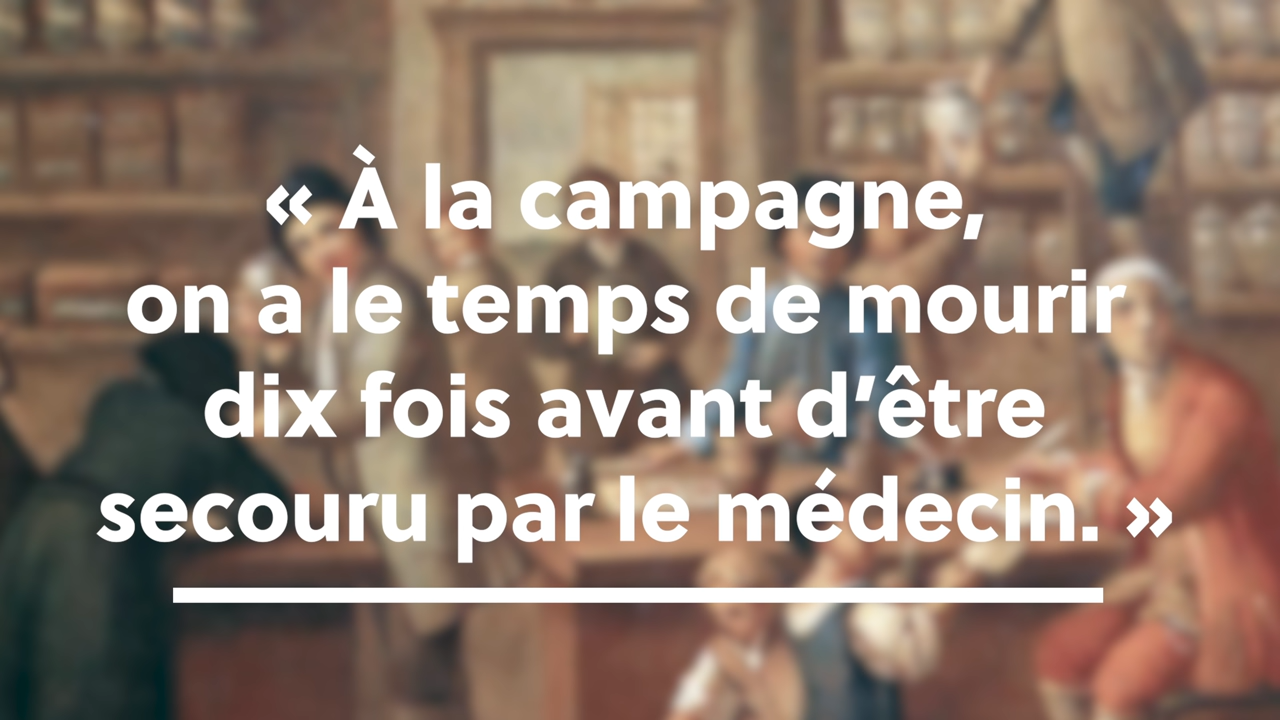 « À la campagne,
on a le temps de mourir
dix fois avant d’être
secouru par le médecin. »